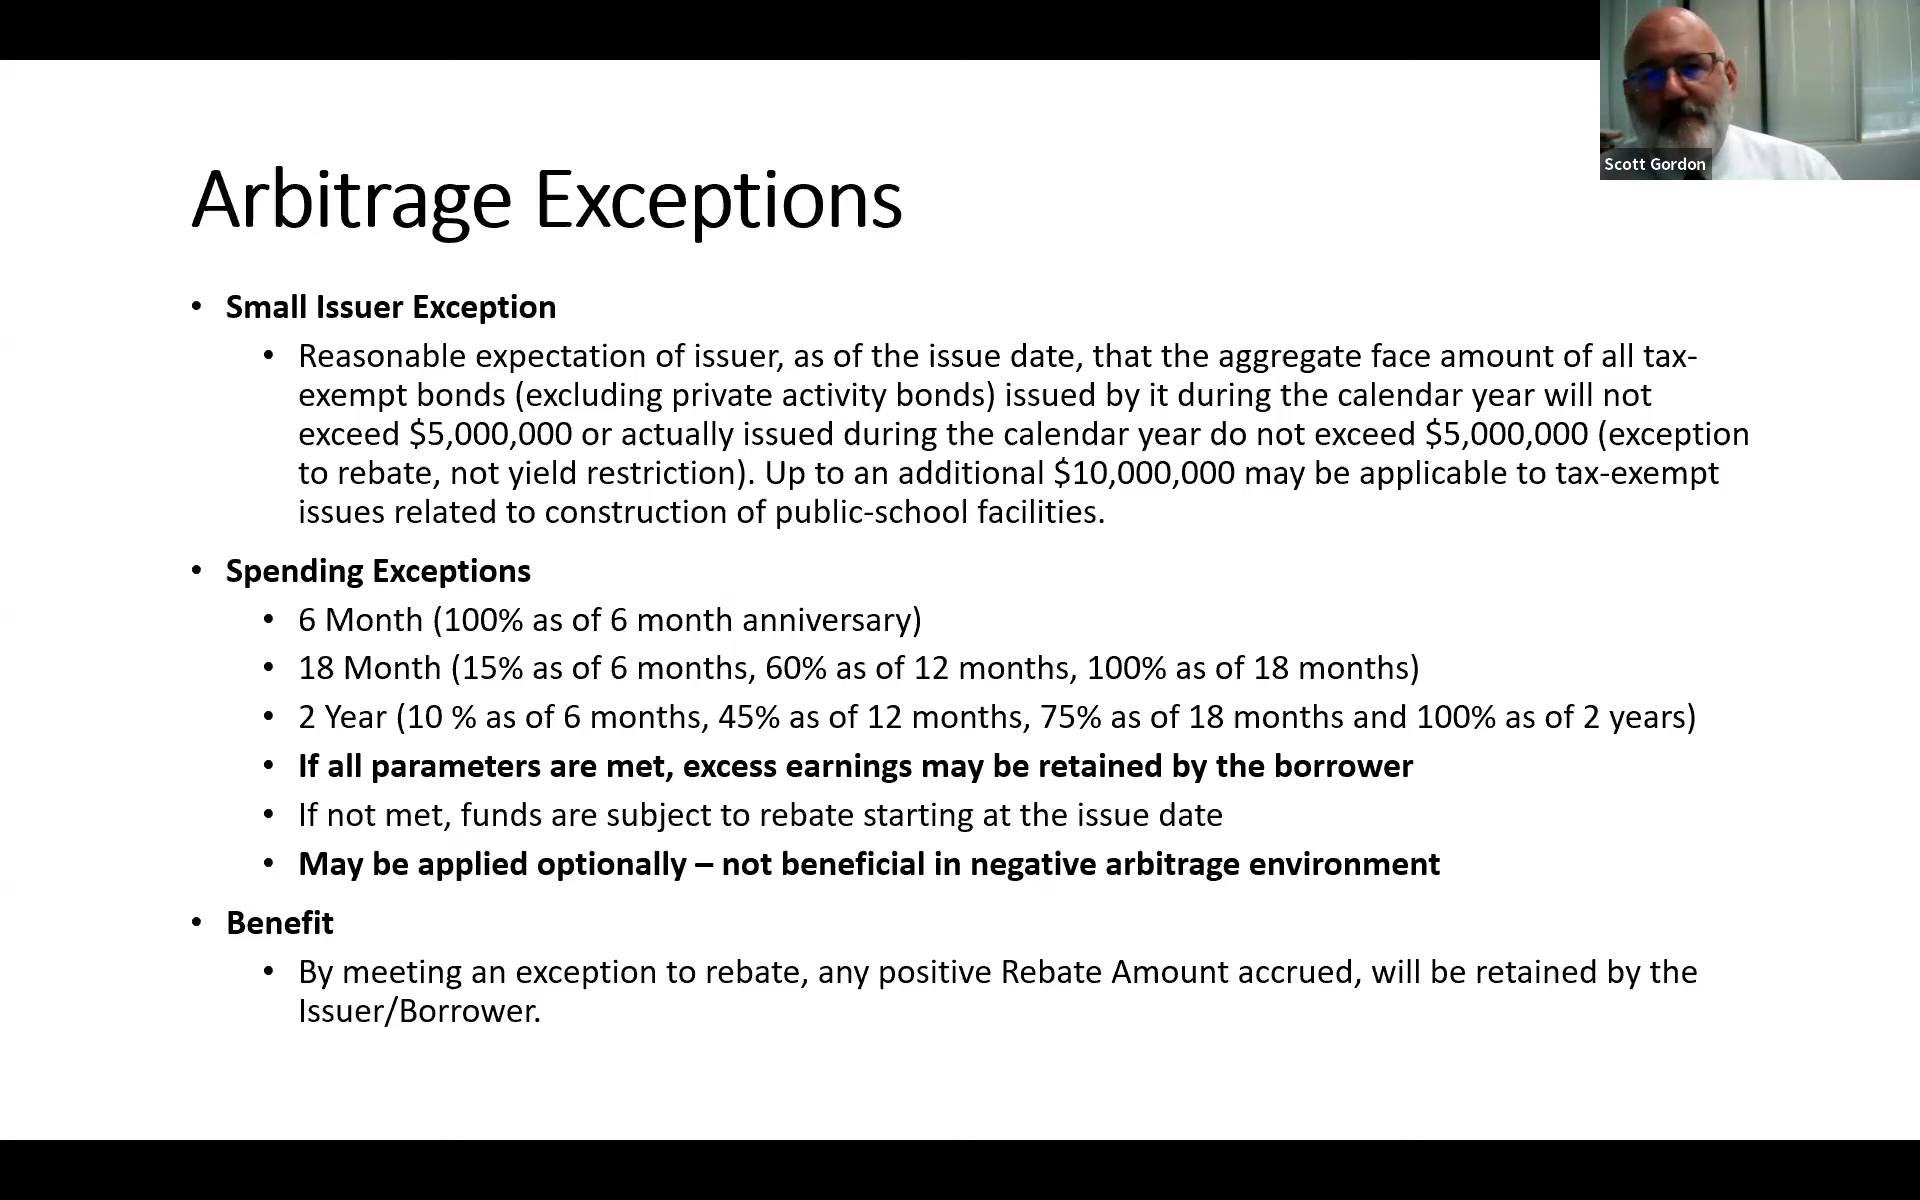 Scott Gordon
Arbitrage Exceptions
• Small Issuer Exception
• Reasonable expectation of issuer, as of the issue date, that the aggregate face amount of all tax-
exempt bonds (excluding private activity bonds) issued by it during the calendar year will not
exceed $5,000,000 or actually issued during the calendar year do not exceed $5,000,000 (exception
to rebate, not yield restriction). Up to an additional $10,000,000 may be applicable to tax-exempt
issues related to construction of public-school facilities.
• Spending Exceptions
• 6 Month (100% as of 6 month anniversary)
• 18 Month (15% as of 6 months, 60% as of 12 months, 100% as of 18 months)
• 2 Year (10 % as of 6 months, 45% as of 12 months, 75% as of 18 months and 100% as of 2 years)
• If all parameters are met, excess earnings may be retained by the borrower
• If not met, funds are subject to rebate starting at the issue date
• May be applied optionally – not beneficial in negative arbitrage environment
• Benefit
• By meeting an exception to rebate, any positive Rebate Amount accrued, will be retained by the
Issuer/Borrower.